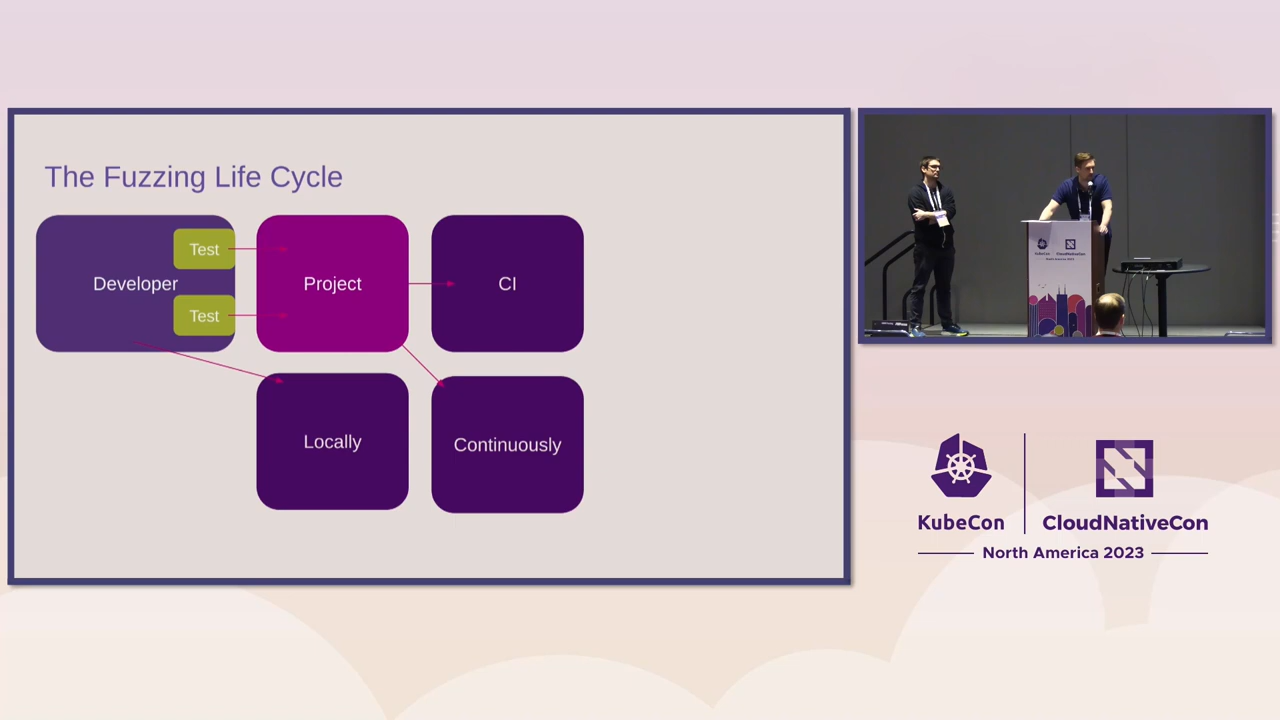 The Fuzzing Life Cycle
Test
Developer
Test
Project
CI
Locally
Continuously
KubeCon
CloudNativeCon
North America 2023